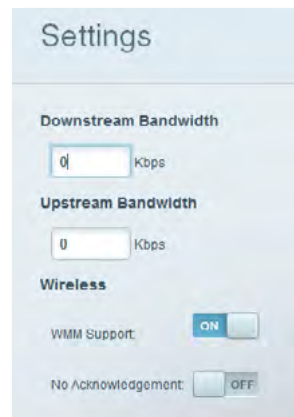 Settings
Downstream Bandwidth
0 Kbps
Upstream Bandwidth
0 Kbps
Wireless
WMM Support: ON
No Acknowledgement: OFF